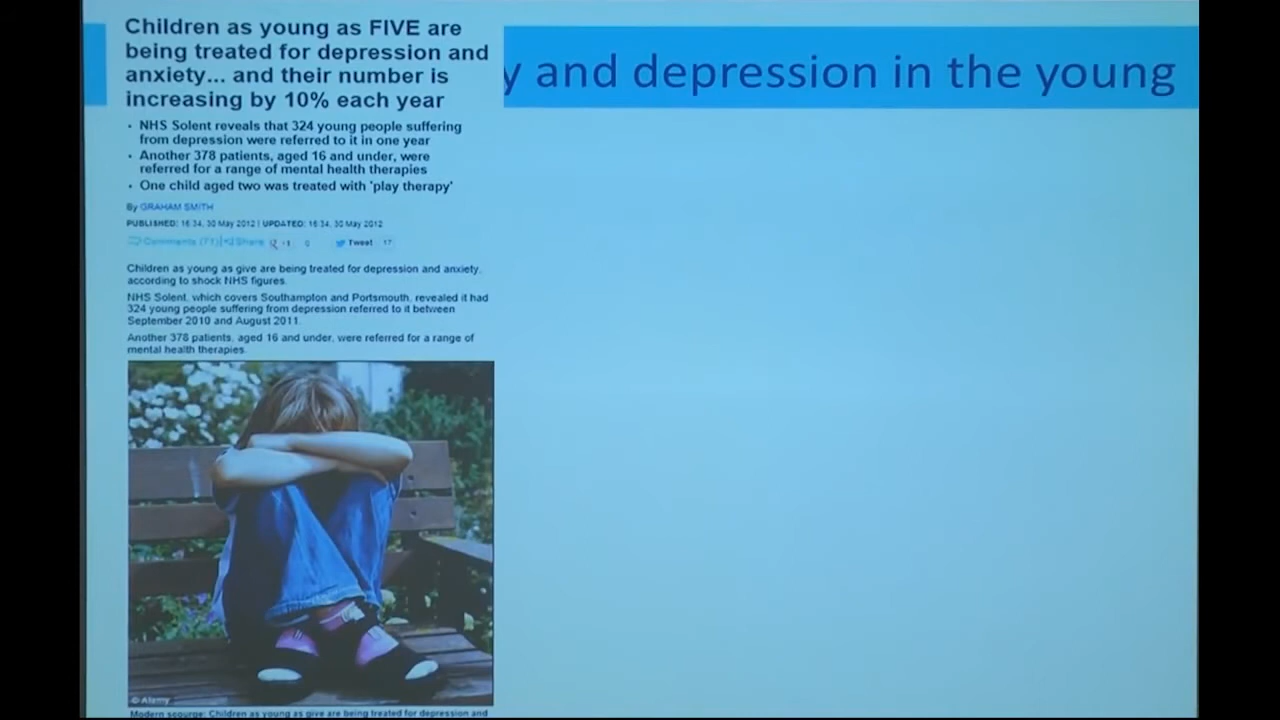 Children as young as FIVE are
being treated for depression and
anxiety... and their number is
increasing by 10% each year
y and depression in the young
• NHS Solent reveals that 324 young people suffering
from depression were referred to it in one year
• Another 378 patients, aged 16 and under, were
referred for a range of mental health therapies
• One child aged two was treated with 'play therapy'
By GRAHAM SMITH
PUBLISHED: 16:34, 30 May 2012 | UPDATED: 16:34, 30 May 2012
Comments (71) Share +1 0 Tweet 17
Children as young as give are being treated for depression and anxiety,
according to shock NHS figures.
NHS Solent, which covers Southampton and Portsmouth, revealed it had
324 young people suffering from depression referred to it between
September 2010 and August 2011.
Another 378 patients, aged 16 and under, were referred for a range of
mental health therapies.
© Alamy
Modern scourge: Children as young as give are being treated for depression and